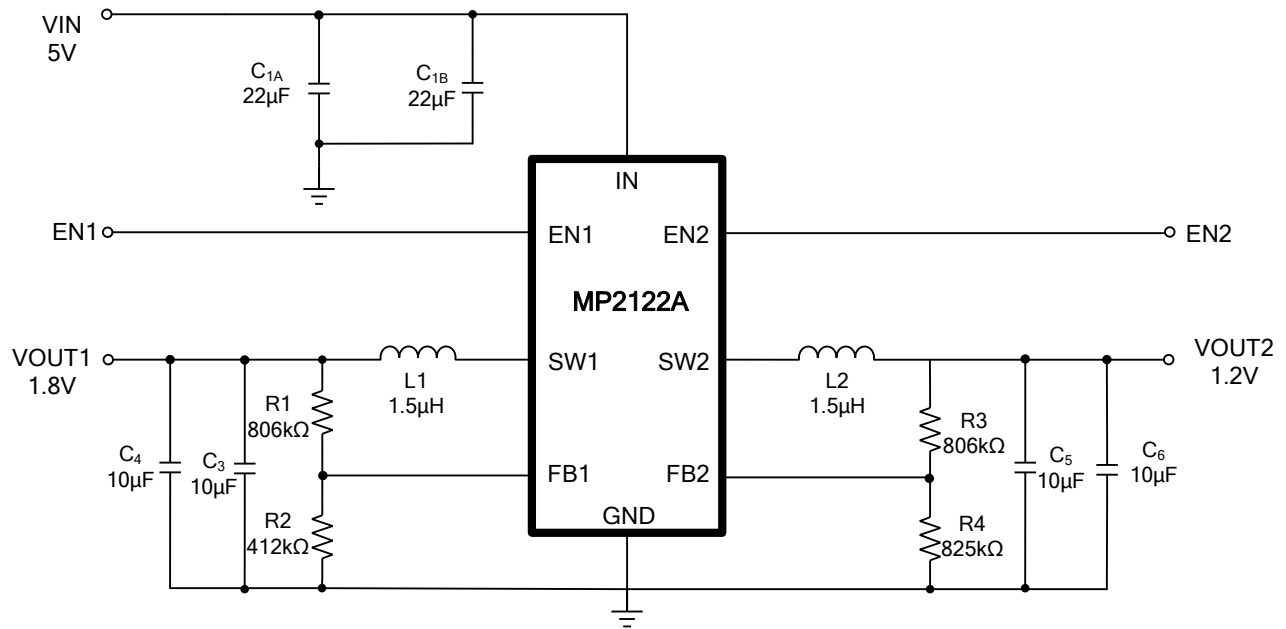 VIN
5V
C1A
22µF
C1B
22µF
IN
EN1
EN1
EN2
EN2
MP2122A
VOUT1
1.8V
SW1
SW2
VOUT2
1.2V
L1
1.5µH
L2
1.5µH
R1
806kΩ
R3
806kΩ
C4
10µF
C3
10µF
FB1
FB2
C5
10µF
C6
10µF
R2
412kΩ
GND
R4
825kΩ